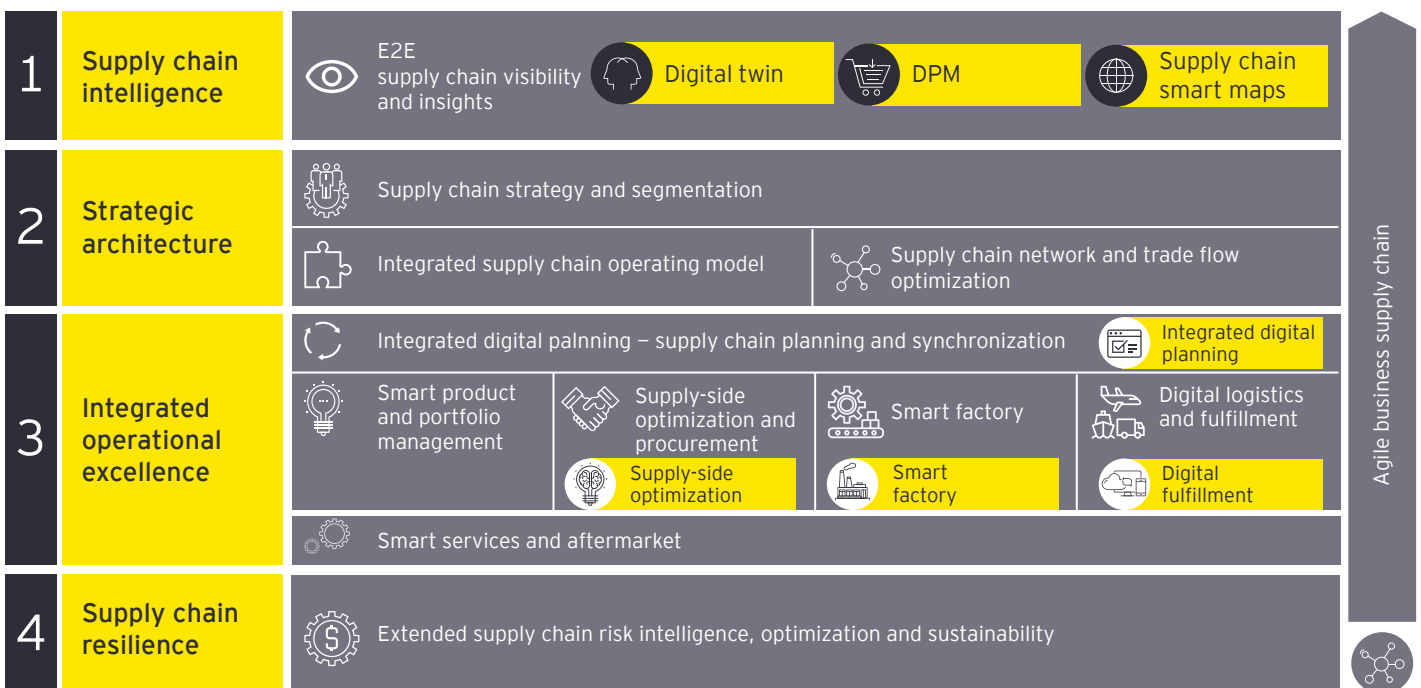 1
Supply chain
intelligence
E2E
supply chain visibility
and insights
Digital twin
DPM
Supply chain
smart maps
2
Strategic
architecture
Supply chain strategy and segmentation
Integrated supply chain operating model
Supply chain network and trade flow
optimization
3
Integrated
operational
excellence
Integrated digital palnning – supply chain planning and synchronization
Integrated digital
planning
Smart product
and portfolio
management
Supply-side
optimization and
procurement
Supply-side
optimization
Smart factory
Smart
factory
Digital logistics
and fulfillment
Digital
fulfillment
Smart services and aftermarket
4
Supply chain
resilience
$
Extended supply chain risk intelligence, optimization and sustainability
Agile business supply chain